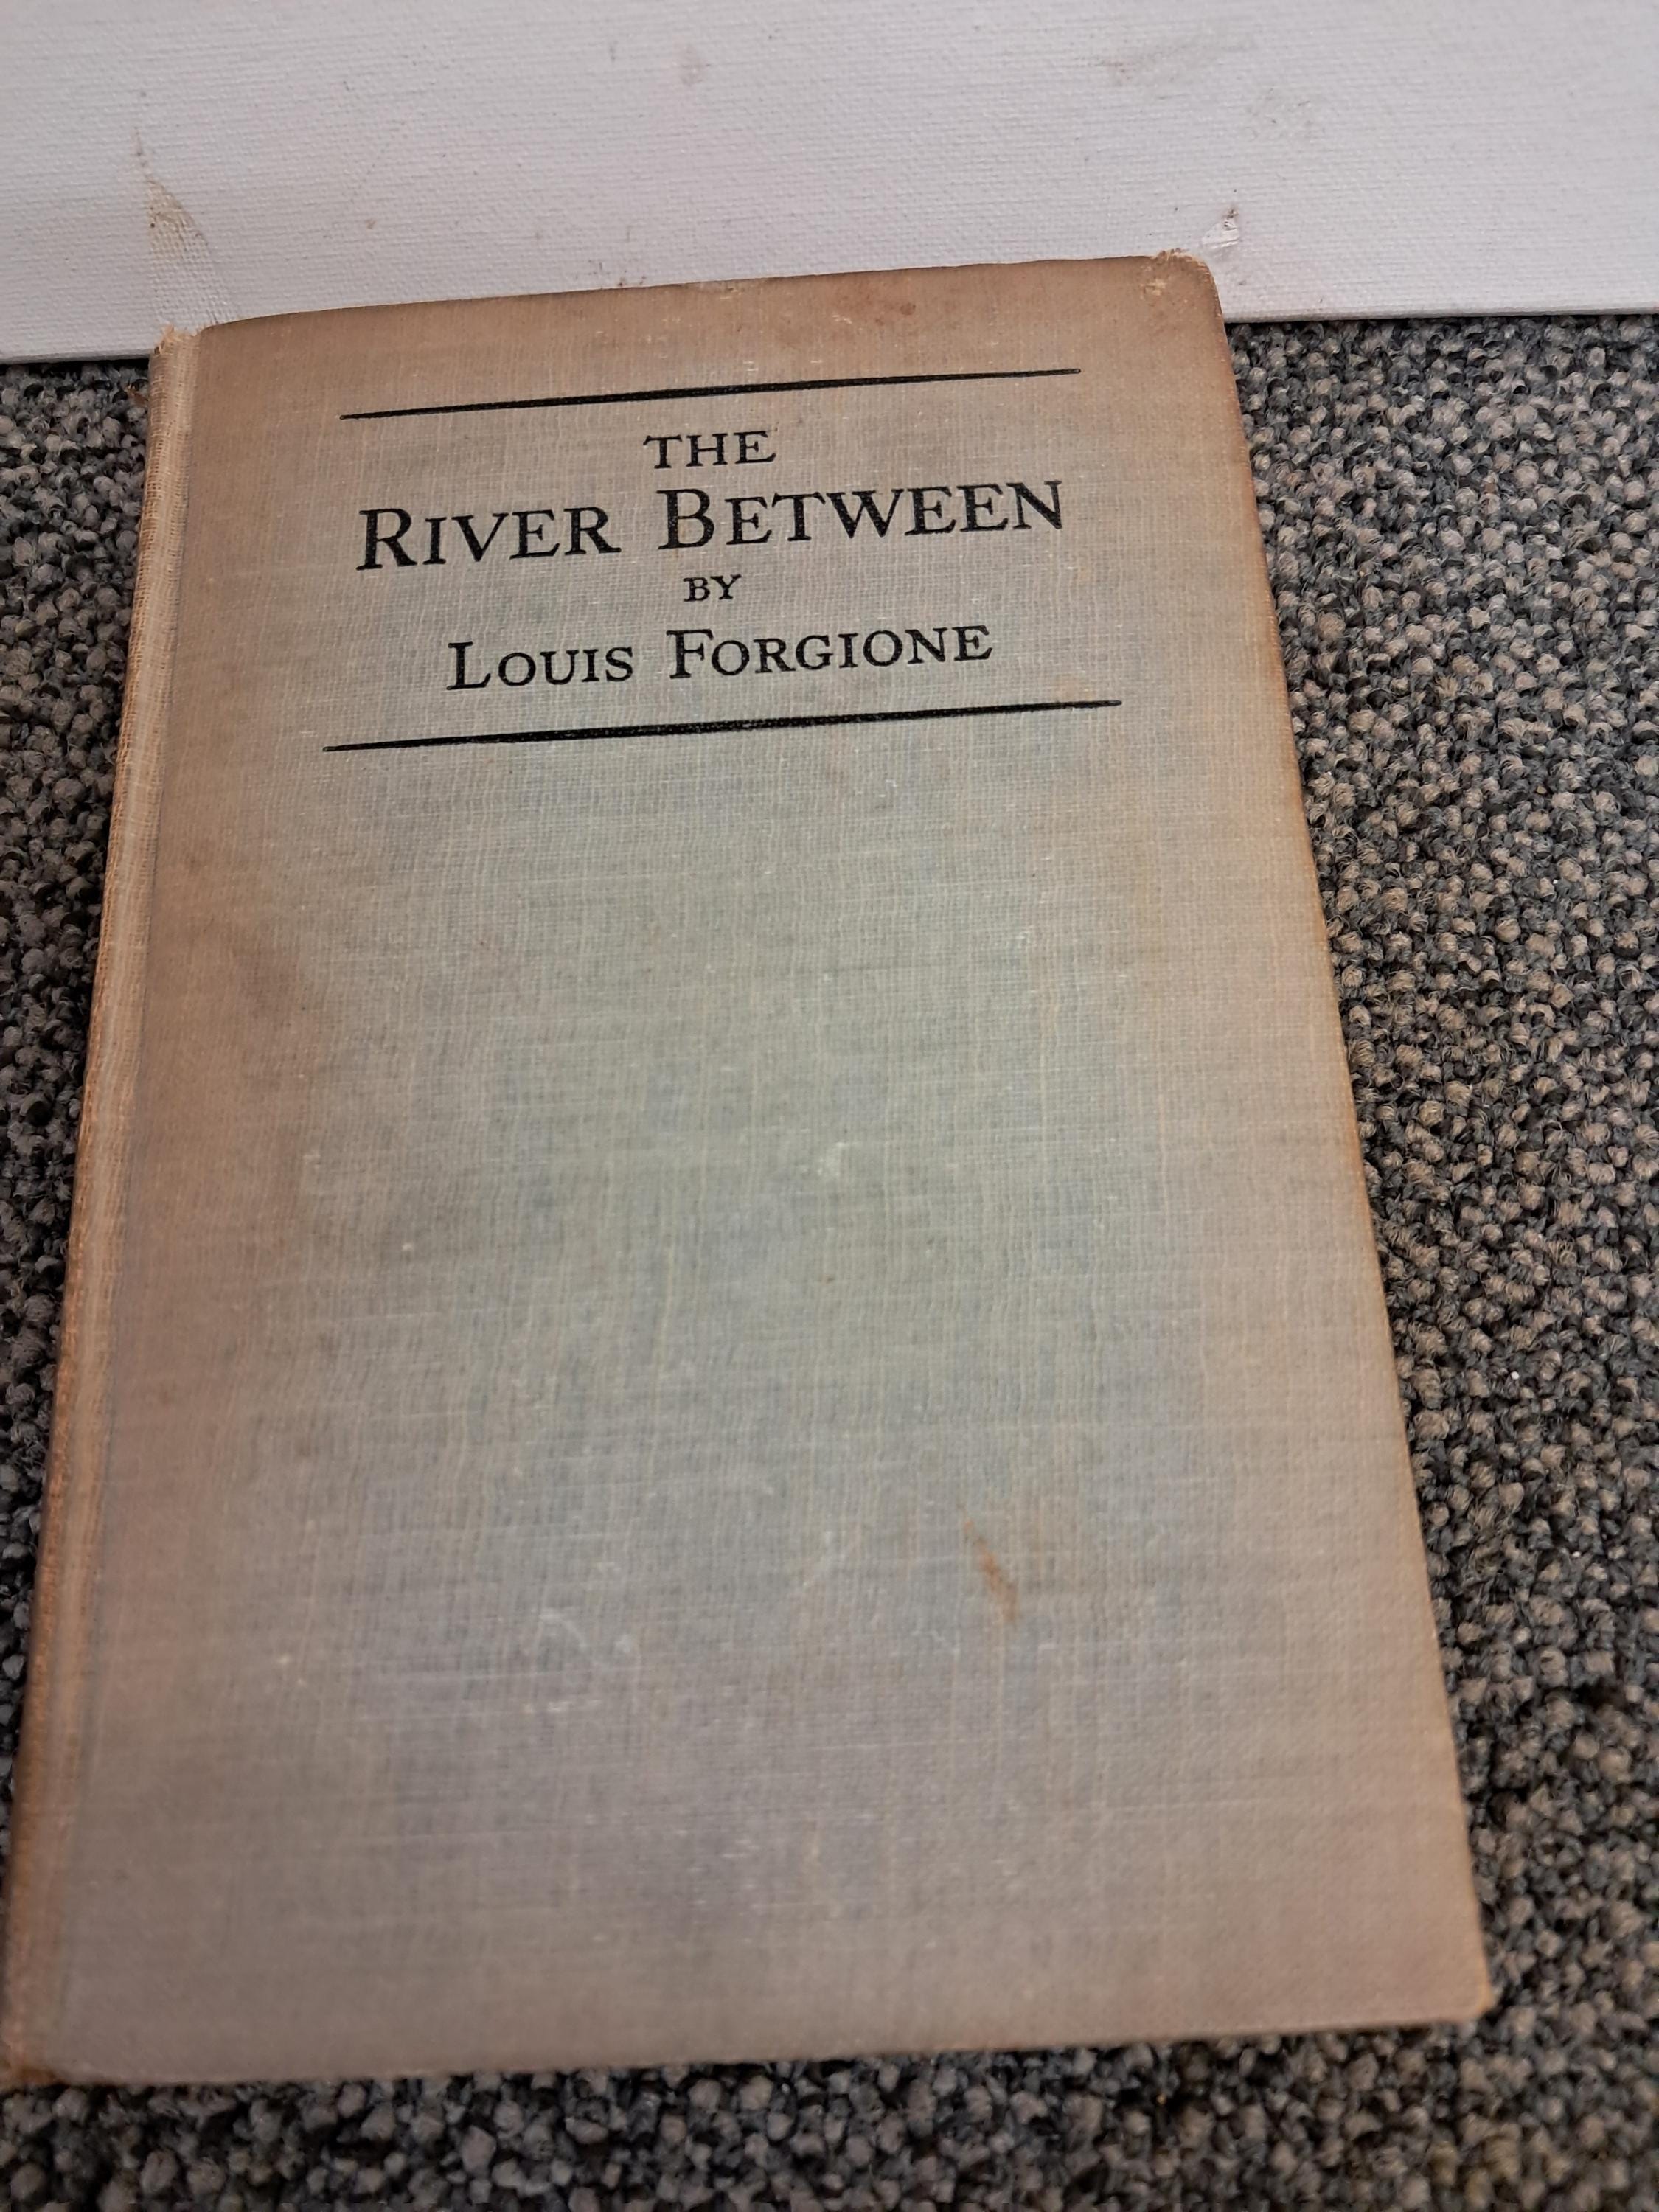 THE
RIVER BETWEEN
BY
LOUIS FORGIONE